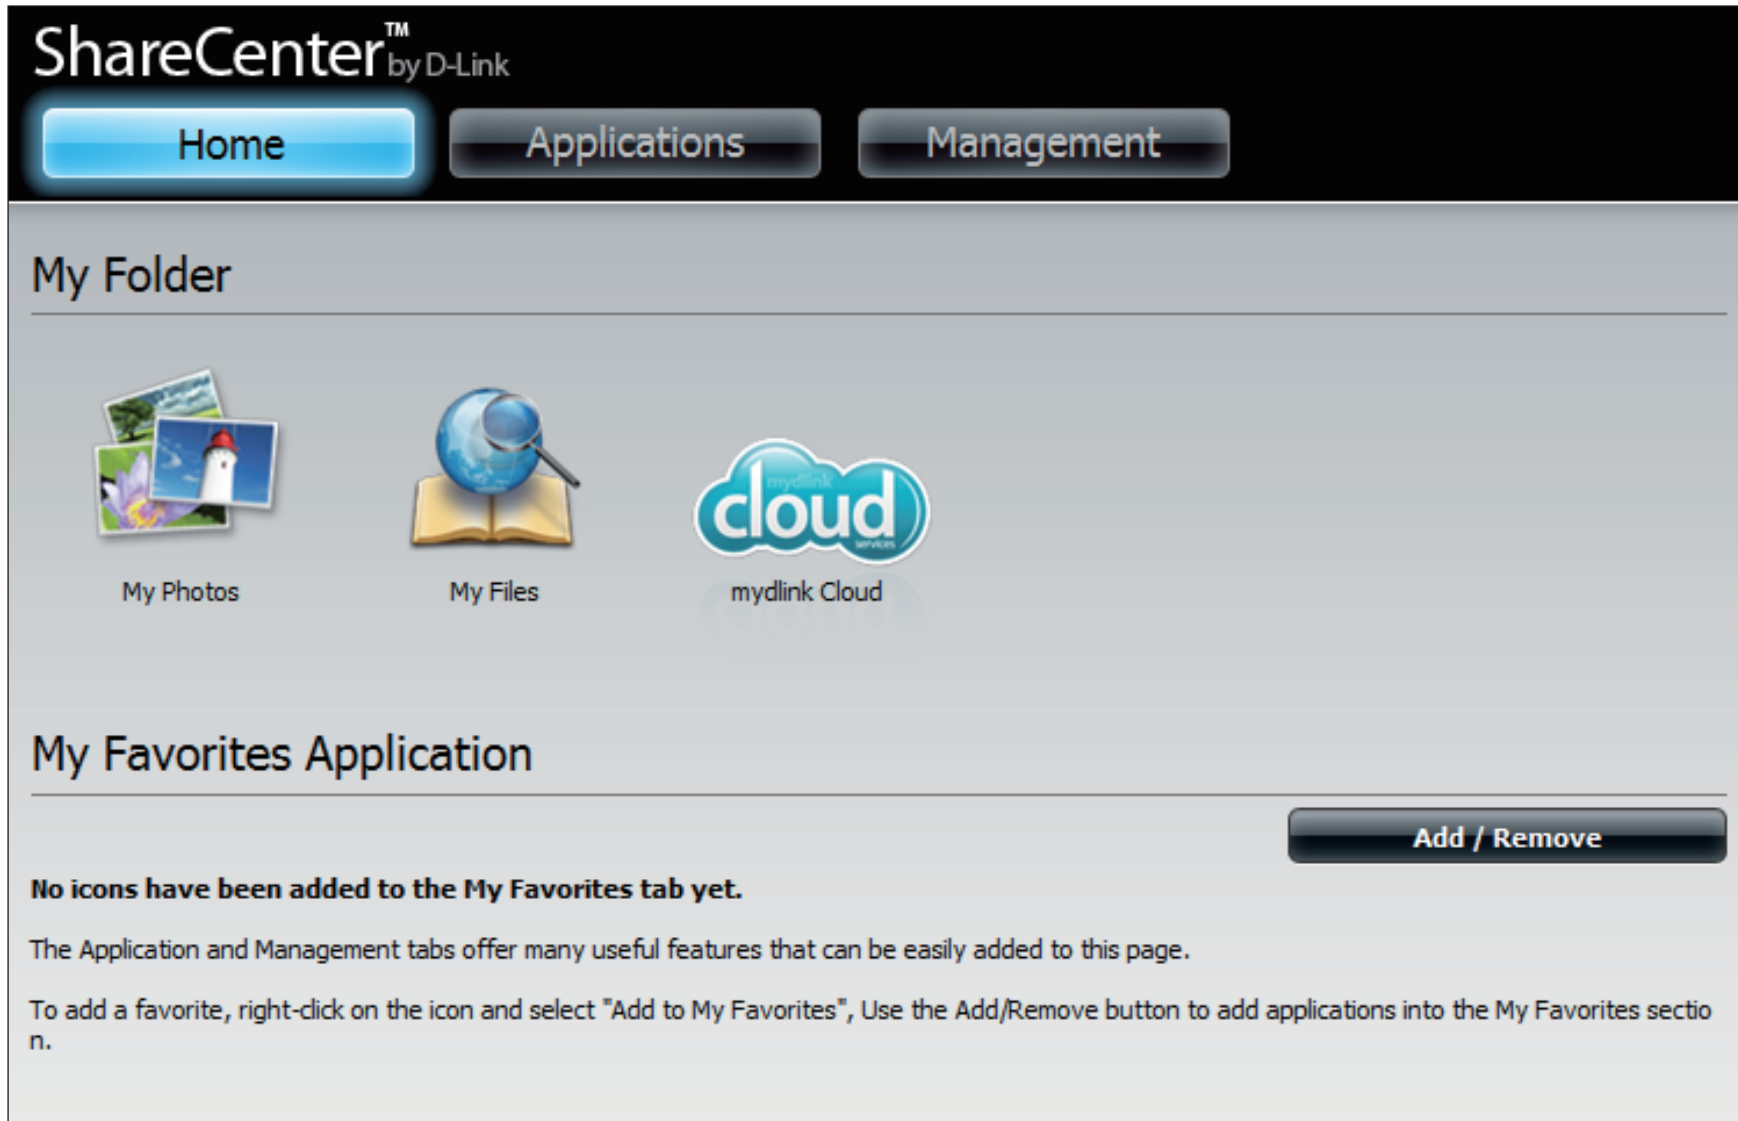 ShareCenter™ by D-Link
Home Applications Management
My Folder
mydlink
cloud
services
My Photos My Files mydlink Cloud
My Favorites Application
Add / Remove
No icons have been added to the My Favorites tab yet.
The Application and Management tabs offer many useful features that can be easily added to this page.
To add a favorite, right-click on the icon and select "Add to My Favorites", Use the Add/Remove button to add applications into the My Favorites sectio
n.